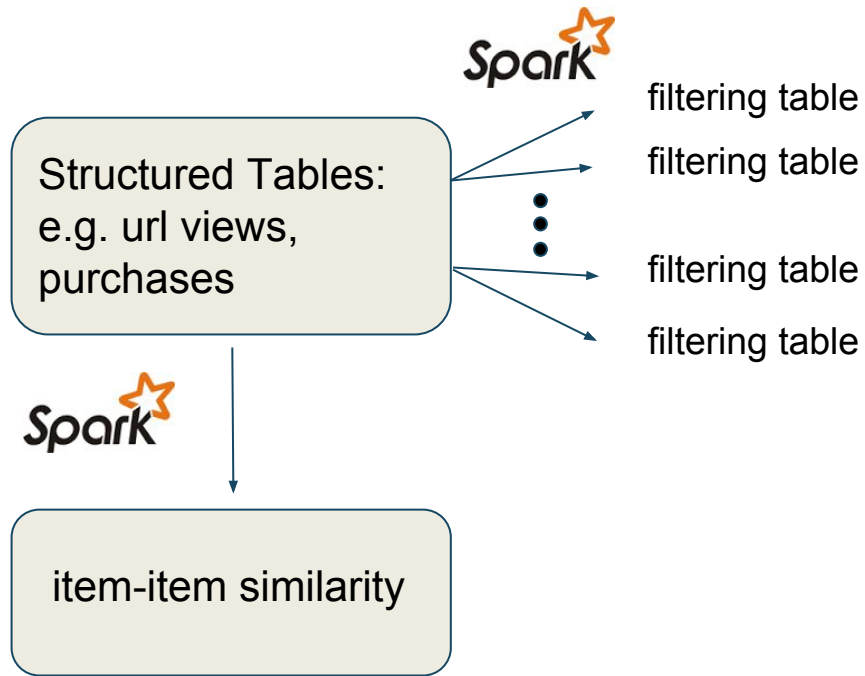 Spark
filtering table
filtering table
Structured Tables:
e.g. url views,
purchases
filtering table
filtering table
Spark
item-item similarity